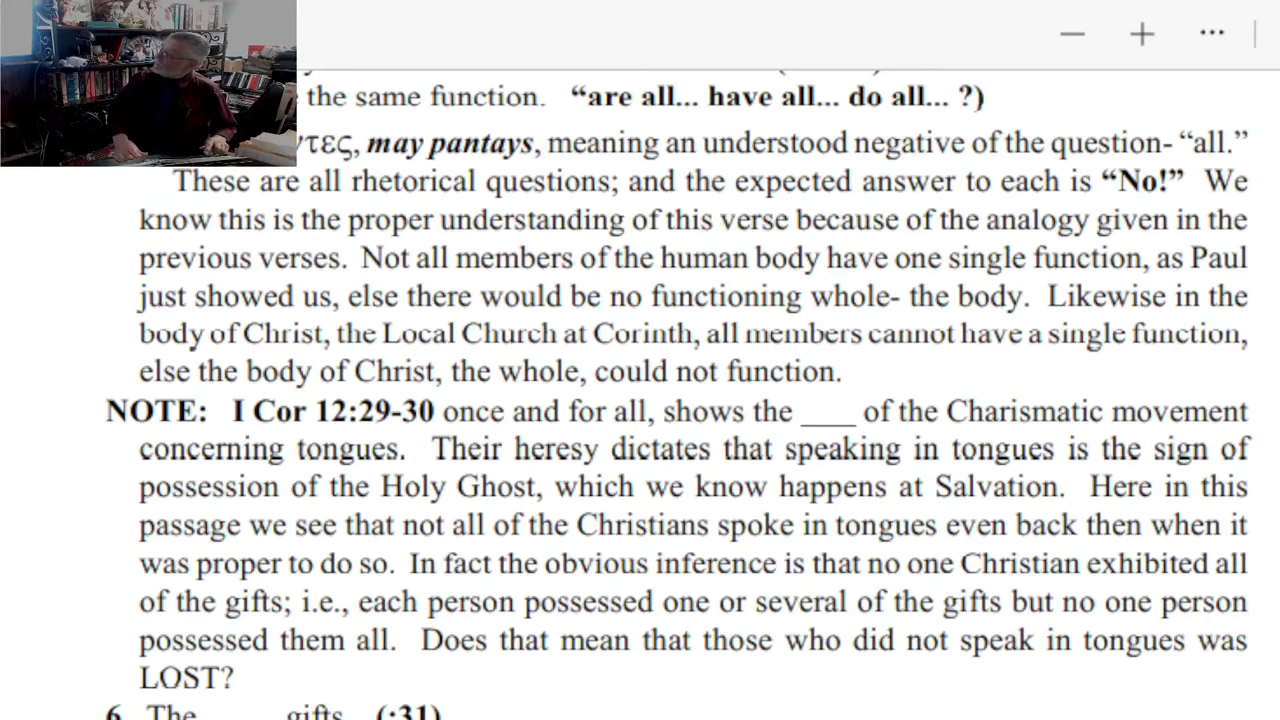 the same function. “are all... have all... do all... ?)
ντες, may pantays, meaning an understood negative of the question- “all.”
These are all rhetorical questions; and the expected answer to each is “No!” We
know this is the proper understanding of this verse because of the analogy given in the
previous verses. Not all members of the human body have one single function, as Paul
just showed us, else there would be no functioning whole- the body. Likewise in the
body of Christ, the Local Church at Corinth, all members cannot have a single function,
else the body of Christ, the whole, could not function.
NOTE: I Cor 12:29-30 once and for all, shows the ____ of the Charismatic movement
concerning tongues. Their heresy dictates that speaking in tongues is the sign of
possession of the Holy Ghost, which we know happens at Salvation. Here in this
passage we see that not all of the Christians spoke in tongues even back then when it
was proper to do so. In fact the obvious inference is that no one Christian exhibited all
of the gifts; i.e., each person possessed one or several of the gifts but no one person
possessed them all. Does that mean that those who did not speak in tongues was
LOST?
6. The ____ gifts. (:31)